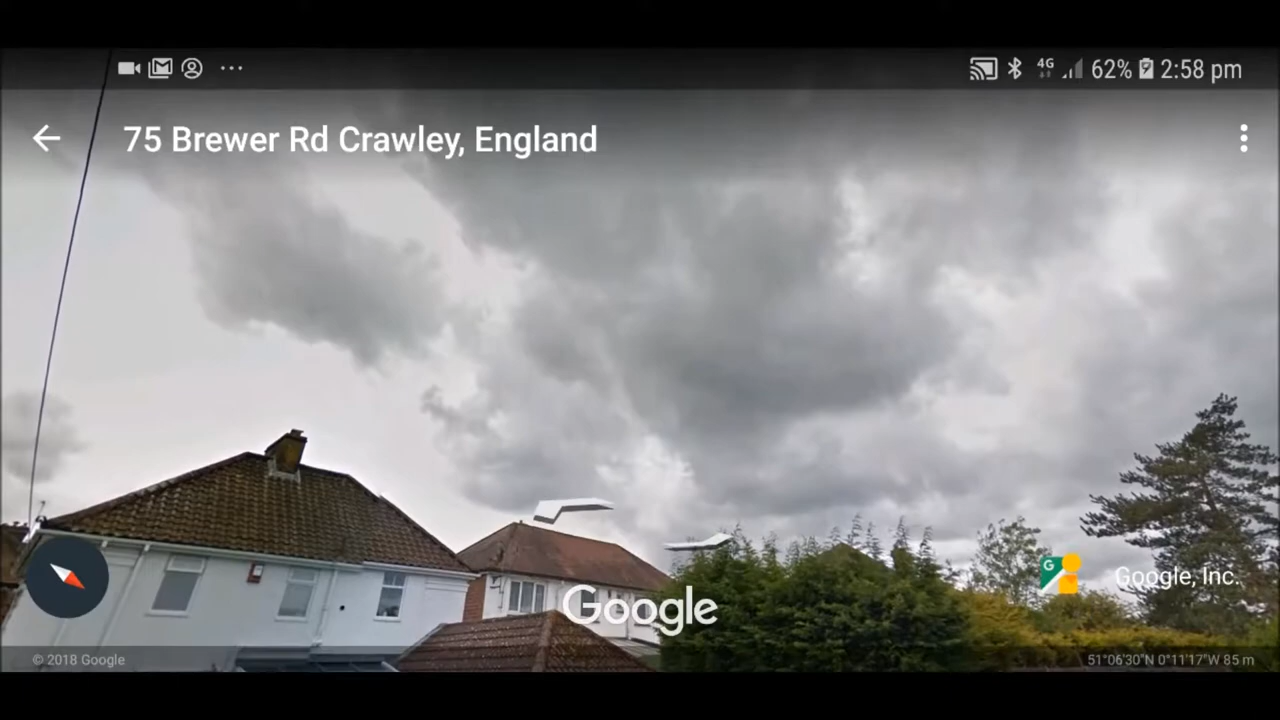 4G 62% 2:58 pm
75 Brewer Rd Crawley, England
G
Google, Inc.
Google
© 2018 Google
51°06'30"N 0°11'17"W 85 m